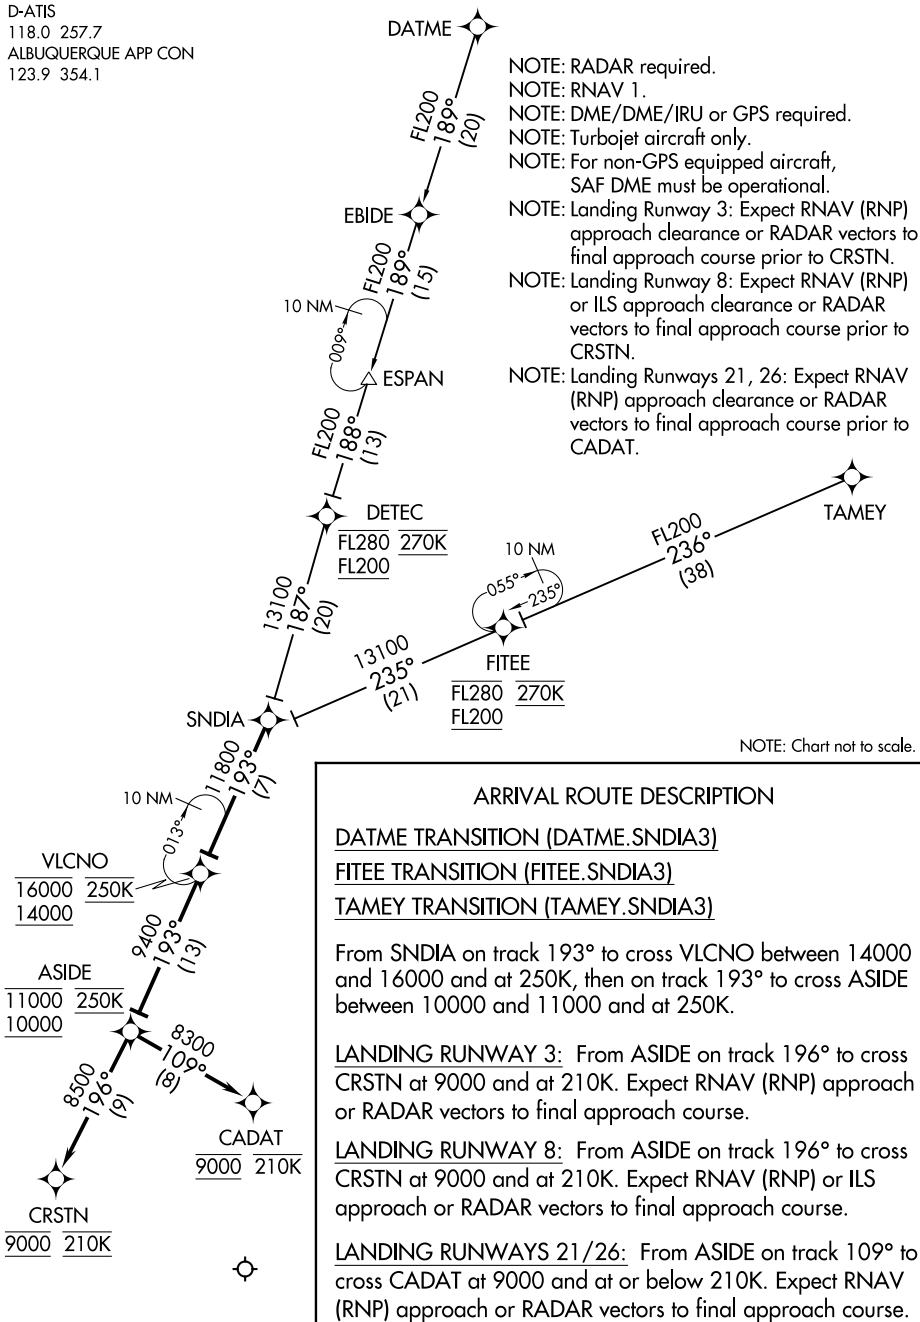 D-ATIS
118.0 257.7
ALBUQUERQUE APP CON
123.9 354.1
DATME
NOTE: RADAR required.
NOTE: RNAV 1.
NOTE: DME/DME/IRU or GPS required.
NOTE: Turbojet aircraft only.
NOTE: For non-GPS equipped aircraft,
SAF DME must be operational.
NOTE: Landing Runway 3: Expect RNAV (RNP)
approach clearance or RADAR vectors to
final approach course prior to CRSTN.
NOTE: Landing Runway 8: Expect RNAV (RNP)
or ILS approach clearance or RADAR
vectors to final approach course prior to
CRSTN.
NOTE: Landing Runways 21, 26: Expect RNAV
(RNP) approach clearance or RADAR
vectors to final approach course prior to
CADAT.
FL200
189°
(20)
EBIDE
FL200
189°
(15)
10 NM
009°
ESPAN
FL200
188°
(13)
DETEC
FL280 270K
FL200
TAMEY
FL200
236°
(38)
10 NM
055°
235°
FITEE
FL280 270K
FL200
13100
187°
(20)
13100
235°
(21)
SNDIA
NOTE: Chart not to scale.
11800
193°
(7)
10 NM
013°
VLCNO
16000 250K
14000
9400
193°
(13)
ASIDE
11000 250K
10000
8300
109°
(8)
8500
196°
(9)
CADAT
9000 210K
CRSTN
9000 210K
ARRIVAL ROUTE DESCRIPTION
DATME TRANSITION (DATME.SNDIA3)
FITEE TRANSITION (FITEE.SNDIA3)
TAMEY TRANSITION (TAMEY.SNDIA3)
From SNDIA on track 193° to cross VLCNO between 14000
and 16000 and at 250K, then on track 193° to cross ASIDE
between 10000 and 11000 and at 250K.
LANDING RUNWAY 3: From ASIDE on track 196° to cross
CRSTN at 9000 and at 210K. Expect RNAV (RNP) approach
or RADAR vectors to final approach course.
LANDING RUNWAY 8: From ASIDE on track 196° to cross
CRSTN at 9000 and at 210K. Expect RNAV (RNP) or ILS
approach or RADAR vectors to final approach course.
LANDING RUNWAYS 21/26: From ASIDE on track 109° to
cross CADAT at 9000 and at or below 210K. Expect RNAV
(RNP) approach or RADAR vectors to final approach course.